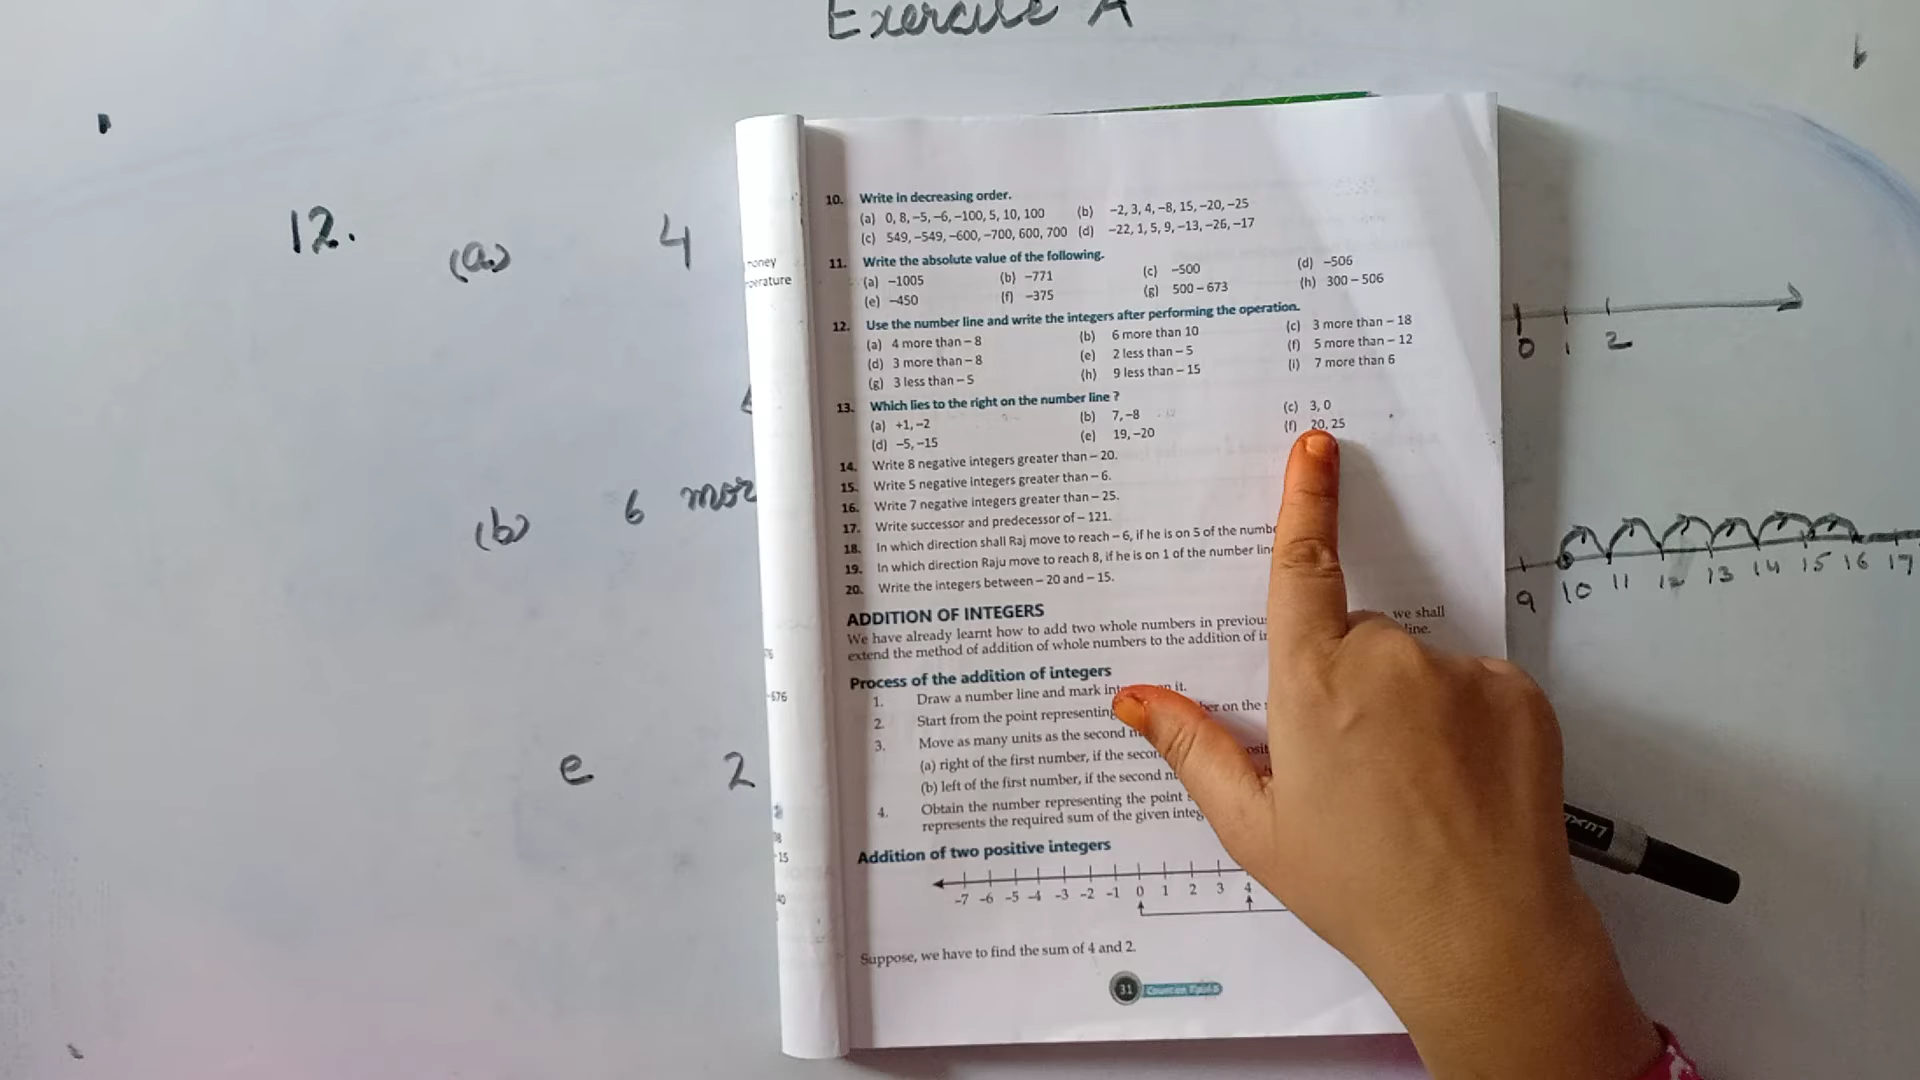 Exercise A
12.
(a) 4
(b) 6 mor
e 2
0 1 2
9 10 11 12 13 14 15 16 17
money
perature
-576
-15
10. Write in decreasing order.
(a) 0, 8, –5, –6, –100, 5, 10, 100 (b) –2, 3, 4, –8, 15, –20, –25
(c) 549, –549, –600, –700, 600, 700 (d) –22, 1, 5, 9, –13, –26, –17
11. Write the absolute value of the following.
(a) –1005 (b) –771 (c) –500 (d) –506
(e) –450 (f) –375 (g) 500 – 673 (h) 300 – 506
12. Use the number line and write the integers after performing the operation.
(a) 4 more than – 8 (b) 6 more than 10 (c) 3 more than – 18
(d) 3 more than – 8 (e) 2 less than – 5 (f) 5 more than – 12
(g) 3 less than – 5 (h) 9 less than – 15 (i) 7 more than 6
13. Which lies to the right on the number line ?
(a) +1, –2 (b) 7, –8 (c) 3, 0
(d) –5, –15 (e) 19, –20 (f) 20, 25
14. Write 8 negative integers greater than – 20.
15. Write 5 negative integers greater than – 6.
16. Write 7 negative integers greater than – 25.
17. Write successor and predecessor of – 121.
18. In which direction shall Raj move to reach – 6, if he is on 5 of the numb
19. In which direction Raju move to reach 8, if he is on 1 of the number lin
20. Write the integers between – 20 and – 15.
ADDITION OF INTEGERS
We have already learnt how to add two whole numbers in previou we shall
extend the method of addition of whole numbers to the addition of i line.
Process of the addition of integers
1. Draw a number line and mark int on it.
2. Start from the point representing ber on the
3. Move as many units as the second n
(a) right of the first number, if the secon posit
(b) left of the first number, if the second n
4. Obtain the number representing the point
represents the required sum of the given integ
Addition of two positive integers
–7 –6 –5 –4 –3 –2 –1 0 1 2 3 4
Suppose, we have to find the sum of 4 and 2.
31